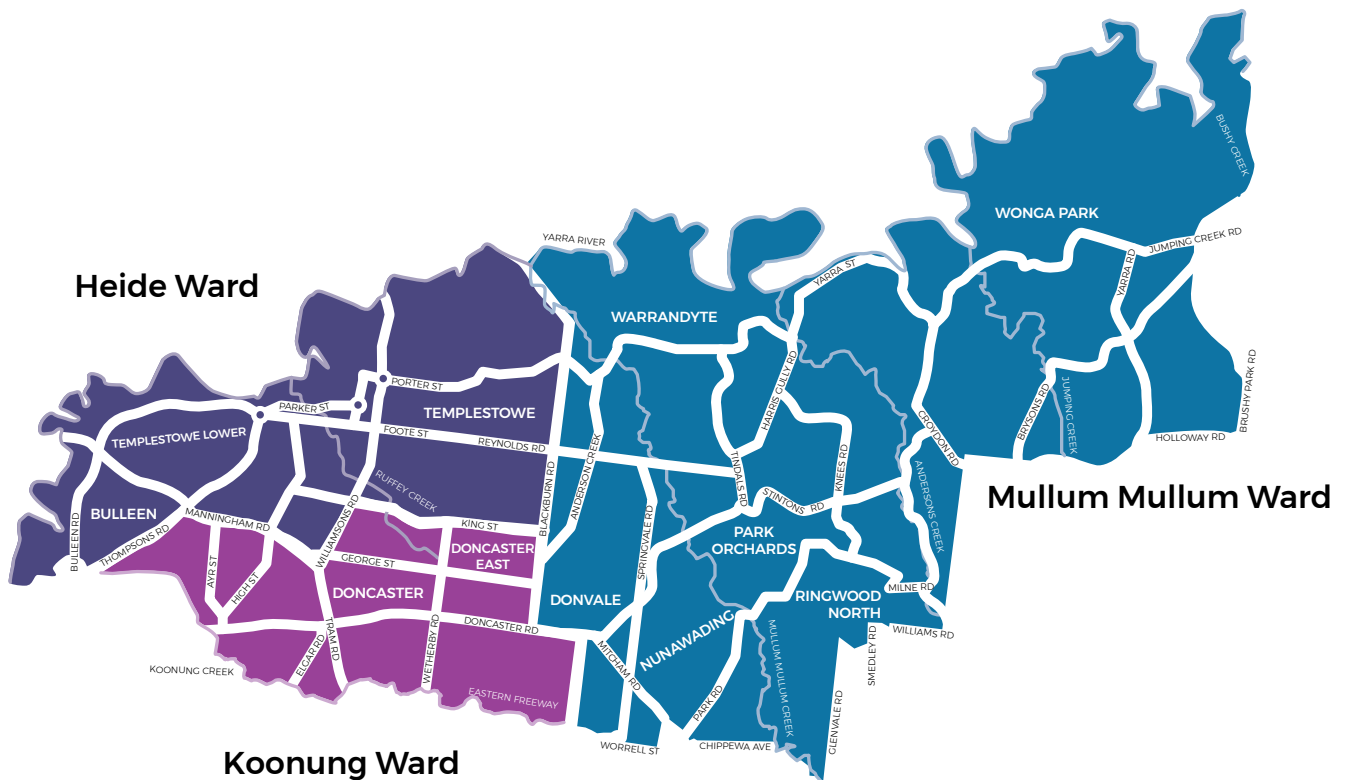 BUSHY CREEK
WONGA PARK
JUMPING CREEK RD
YARRA RIVER
YARRA RD
YARRA ST
Heide Ward
WARRANDYTE
HARRIS GULLY RD
BRUSHY PARK RD
PORTER ST
PARKER ST
TEMPLESTOWE
BRYSONS RD
JUMPING CREEK
CROYDON RD
TEMPLESTOWE LOWER
FOOTE ST
REYNOLDS RD
HOLLOWAY RD
ANDERSON CREEK
TINDALS RD
KNEES RD
RUFFEY CREEK
BLACKBURN RD
STINTONS RD
ANDERSONS CREEK
Mullum Mullum Ward
BULLEEN
MANNINGHAM RD
WILLIAMSONS RD
KING ST
BULLEEN RD
THOMPSONS RD
SPRINGVALE RD
PARK
ORCHARDS
DONCASTER
EAST
GEORGE ST
AYR ST
HIGH ST
DONCASTER
DONVALE
RINGWOOD
NORTH
MILNE RD
DONCASTER RD
NUNAWADING
WILLIAMS RD
SMEDLEY RD
TRAM RD
ELGAR RD
WETHERBY RD
MITCHAM RD
MULLUM MULLUM CREEK
KOONUNG CREEK
EASTERN FREEWAY
PARK RD
GLENVALE RD
WORRELL ST
CHIPPEWA AVE
Koonung Ward